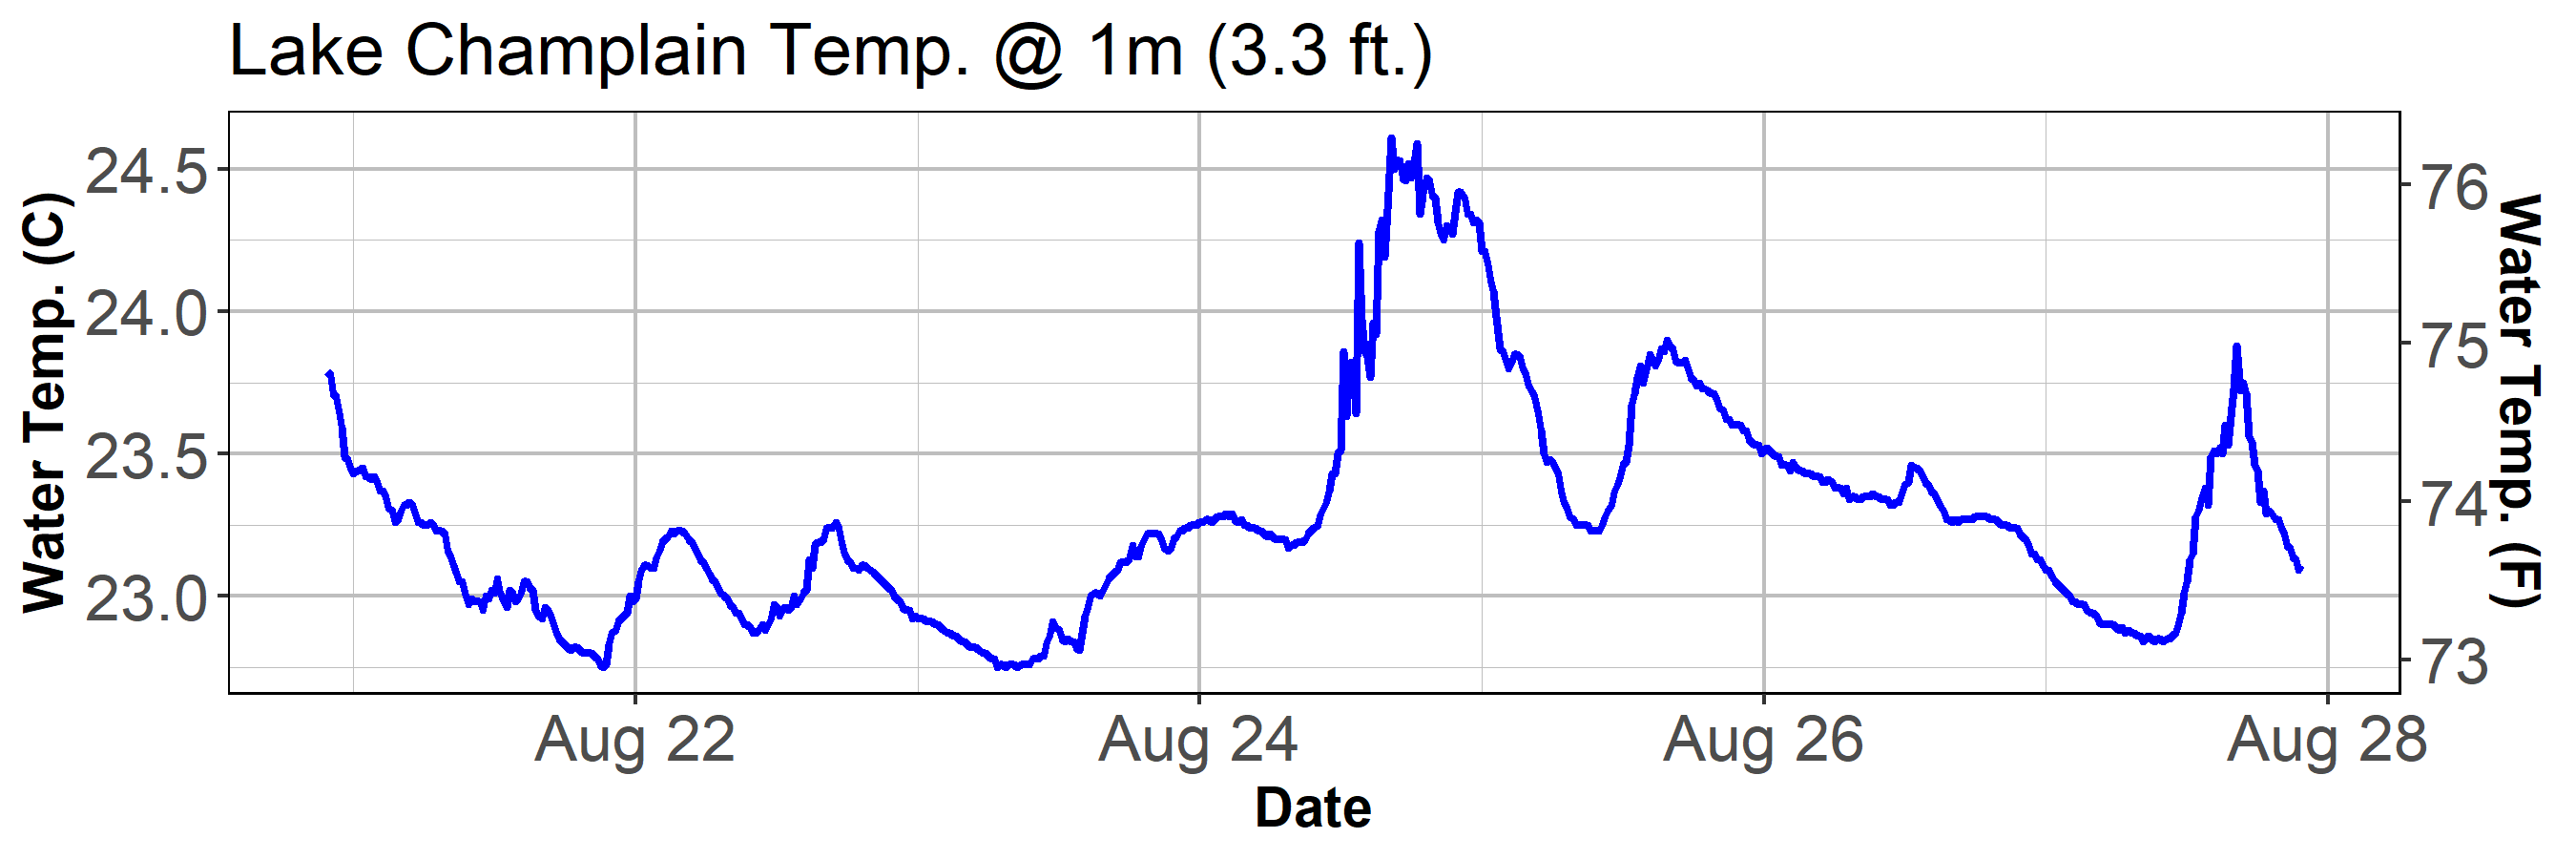 Lake Champlain Temp. @ 1m (3.3 ft.)
Water Temp. (C)
24.5
24.0
23.5
23.0
76
75
74
73
Water Temp. (F)
Aug 22 Aug 24 Aug 26 Aug 28
Date